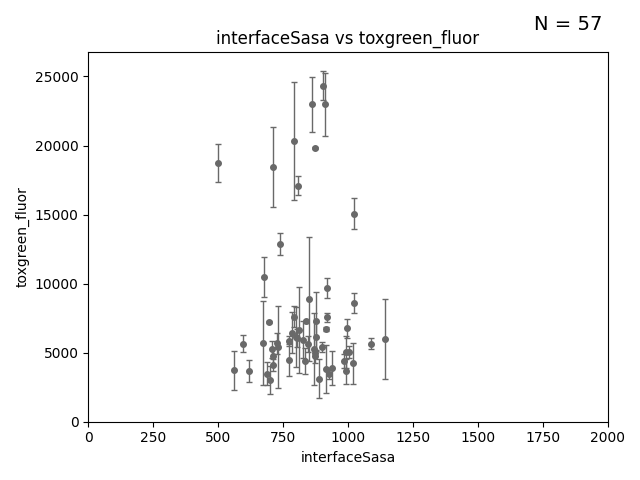 N = 57
interfaceSasa vs toxgreen_fluor
25000
20000
15000
10000
5000
0
toxgreen_fluor
0 250 500 750 1000 1250 1500 1750 2000
interfaceSasa